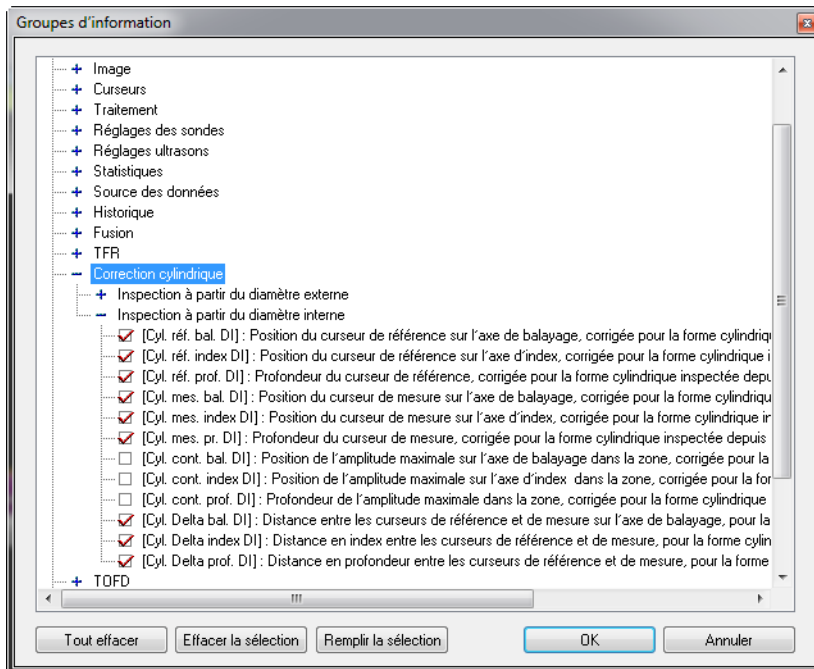 Groupes d'information
Image
Curseurs
Traitement
Réglages des sondes
Réglages ultrasons
Statistiques
Source des données
Historique
Fusion
TFR
Correction cylindrique
Inspection à partir du diamètre externe
Inspection à partir du diamètre interne
[Cyl. réf. bal. DI] : Position du curseur de référence sur l'axe de balayage, corrigée pour la forme cylindriqu
[Cyl. réf. index DI] : Position du curseur de référence sur l'axe d'index, corrigée pour la forme cylindrique i
[Cyl. réf. prof. DI] : Profondeur du curseur de référence, corrigée pour la forme cylindrique inspectée depu
[Cyl. mes. bal. DI] : Position du curseur de mesure sur l'axe de balayage, corrigée pour la forme cylindriqu
[Cyl. mes. index DI] : Position du curseur de mesure sur l'axe d'index, corrigée pour la forme cylindrique in
[Cyl. mes. pr. DI] : Profondeur du curseur de mesure, corrigée pour la forme cylindrique inspectée depuis
[Cyl. cont. bal. DI] : Position de l'amplitude maximale sur l'axe de balayage dans la zone, corrigée pour la
[Cyl. cont. index DI] : Position de l'amplitude maximale sur l'axe d'index dans la zone, corrigée pour la for
[Cyl. cont. prof. DI] : Profondeur de l'amplitude maximale dans la zone, corrigée pour la forme cylindrique
[Cyl. Delta bal. DI] : Distance entre les curseurs de référence et de mesure sur l'axe de balayage, pour la
[Cyl. Delta index DI] : Distance en index entre les curseurs de référence et de mesure, pour la forme cylin
[Cyl. Delta prof. DI] : Distance en profondeur entre les curseurs de référence et de mesure, pour la forme
TOFD
Tout effacer Effacer la sélection Remplir la sélection OK Annuler